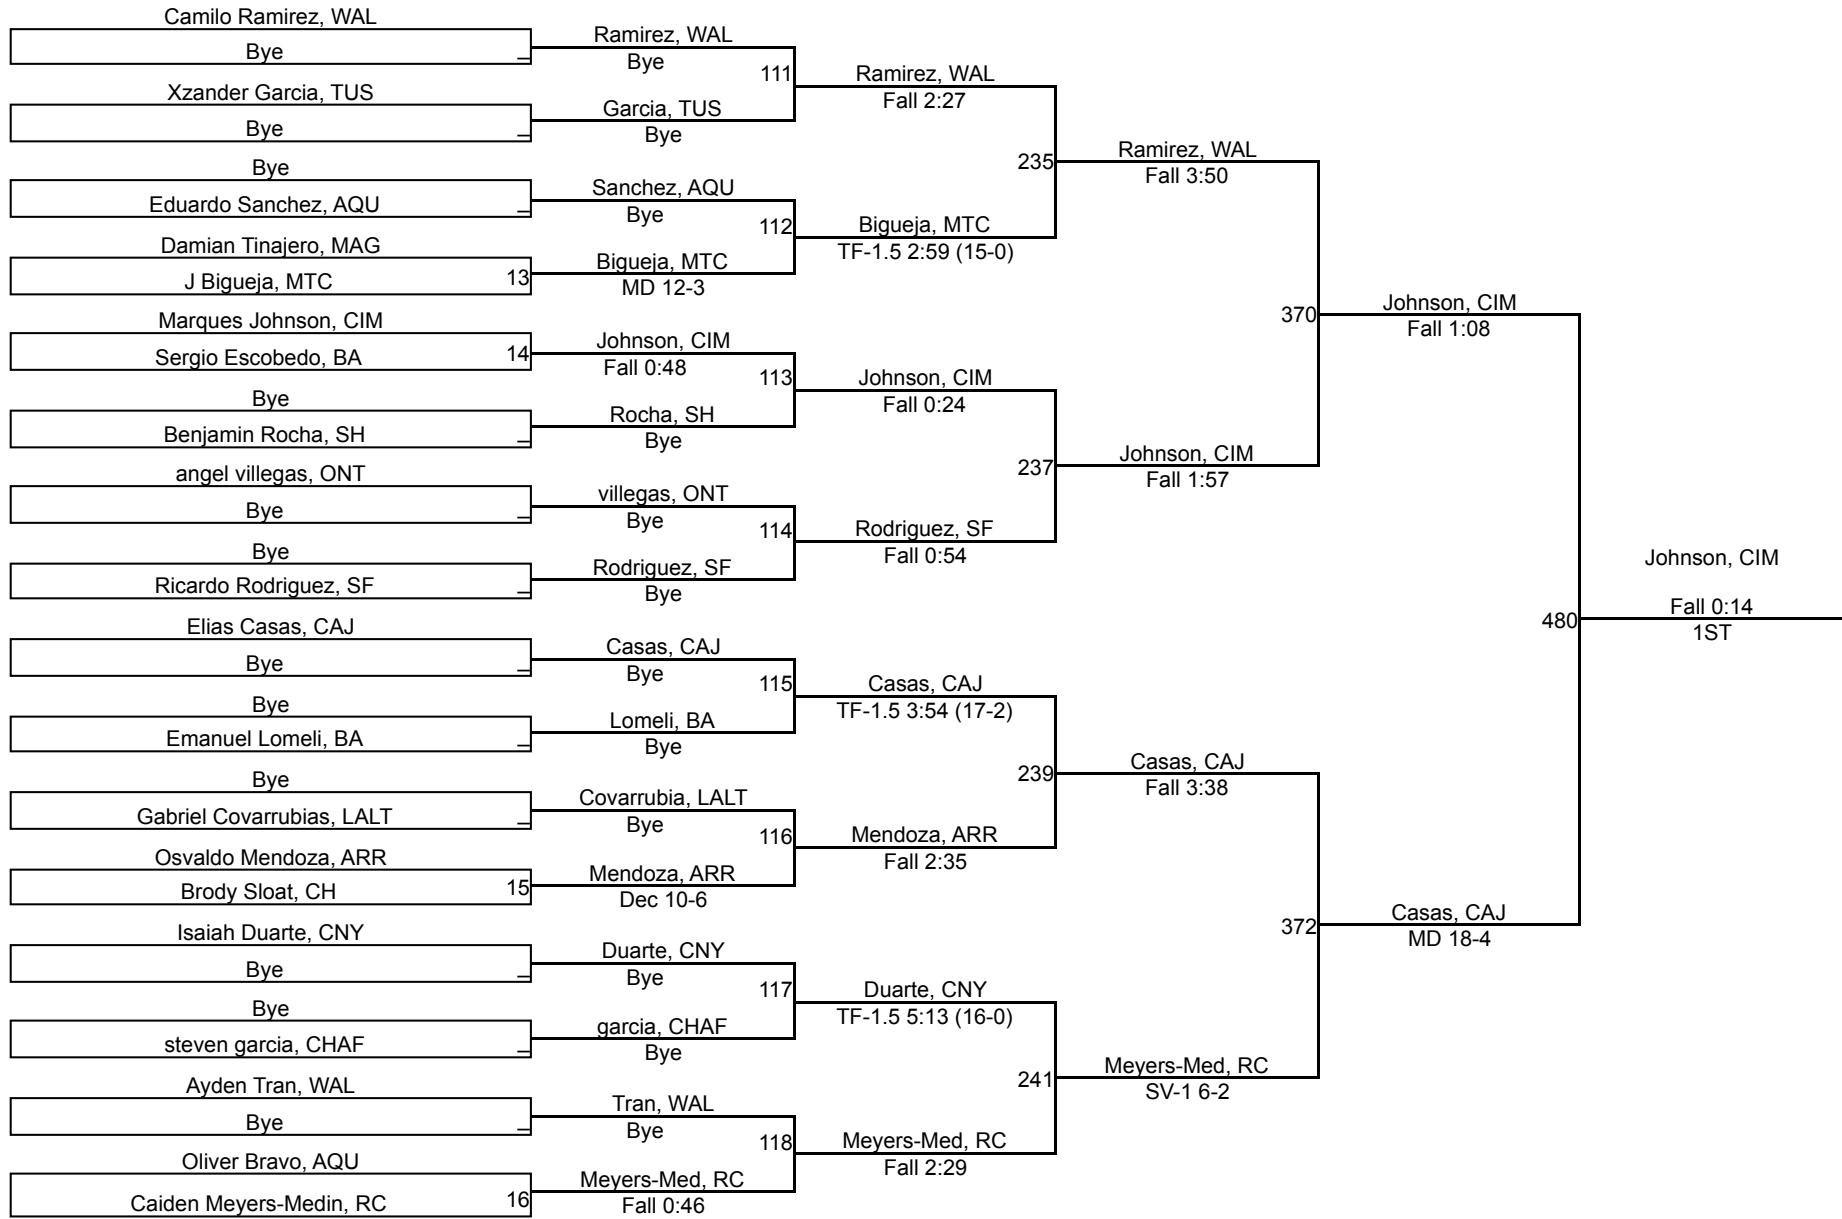 Camilo Ramirez, WAL
Bye _
Xzander Garcia, TUS
Bye _
Bye
Eduardo Sanchez, AQU _
Damian Tinajero, MAG
J Bigueja, MTC 13
Marques Johnson, CIM
Sergio Escobedo, BA 14
Bye
Benjamin Rocha, SH _
angel villegas, ONT
Bye _
Bye
Ricardo Rodriguez, SF _
Elias Casas, CAJ
Bye _
Bye
Emanuel Lomeli, BA _
Bye
Gabriel Covarrubias, LALT _
Osvaldo Mendoza, ARR
Brody Sloat, CH 15
Isaiah Duarte, CNY
Bye _
Bye
steven garcia, CHAF _
Ayden Tran, WAL
Bye _
Oliver Bravo, AQU
Caiden Meyers-Medin, RC 16
Ramirez, WAL
Bye
111
Garcia, TUS
Bye
Sanchez, AQU
Bye
112
Bigueja, MTC
MD 12-3
Johnson, CIM
Fall 0:48
113
Rocha, SH
Bye
villegas, ONT
Bye
114
Rodriguez, SF
Bye
Casas, CAJ
Bye
115
Lomeli, BA
Bye
Covarrubia, LALT
Bye
116
Mendoza, ARR
Dec 10-6
Duarte, CNY
Bye
117
garcia, CHAF
Bye
Tran, WAL
Bye
118
Meyers-Med, RC
Fall 0:46
Ramirez, WAL
Fall 2:27
235
Bigueja, MTC
TF-1.5 2:59 (15-0)
Johnson, CIM
Fall 0:24
237
Rodriguez, SF
Fall 0:54
Casas, CAJ
TF-1.5 3:54 (17-2)
239
Mendoza, ARR
Fall 2:35
Duarte, CNY
TF-1.5 5:13 (16-0)
241
Meyers-Med, RC
Fall 2:29
Ramirez, WAL
Fall 3:50
370
Johnson, CIM
Fall 1:57
Casas, CAJ
Fall 3:38
372
Meyers-Med, RC
SV-1 6-2
Johnson, CIM
Fall 1:08
480
Casas, CAJ
MD 18-4
Johnson, CIM
Fall 0:14
1ST